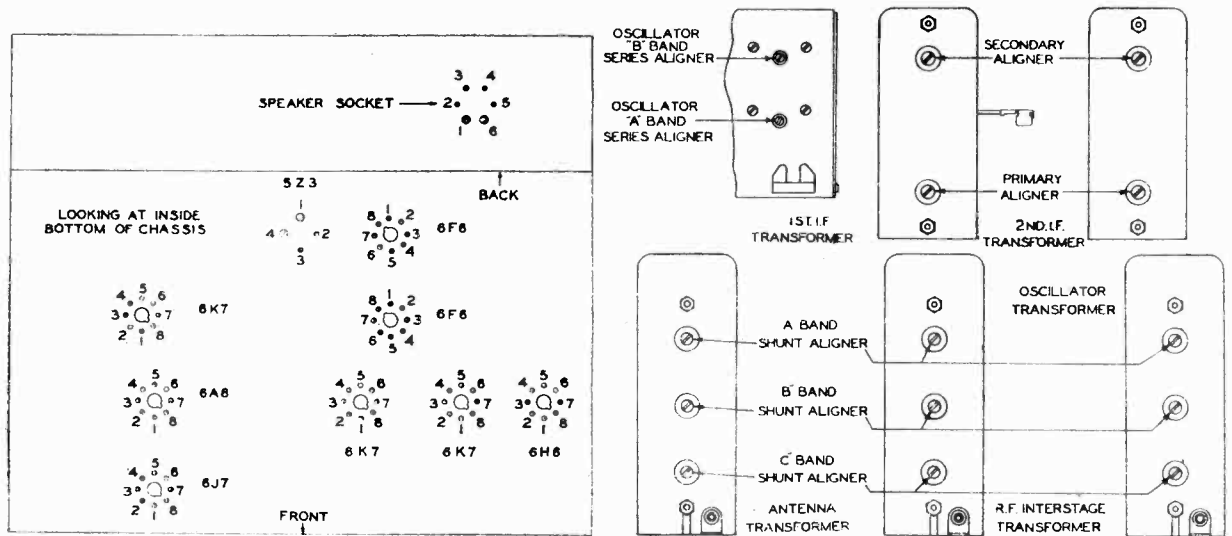 3 4
SPEAKER SOCKET 2 5
1 6
BACK
LOOKING AT INSIDE
BOTTOM OF CHASSIS
5Z3
1
4 2
3
1
8 2
7 3
6 4
5
6F6
5
4 6
3 7
2 8
1
6K7
1
8 2
7 3
6 4
5
6F6
5
4 6
3 7
2 8
1
6A8
5
4 6
3 7
2 8
1
6K7
5
4 6
3 7
2 8
1
6K7
5
4 6
3 7
2 8
1
6H6
5
4 6
3 7
2 8
1
6J7
FRONT
OSCILLATOR
"B" BAND
SERIES ALIGNER
OSCILLATOR
"A" BAND
SERIES ALIGNER
1ST. I.F
TRANSFORMER
SECONDARY
ALIGNER
PRIMARY
ALIGNER
2ND. I.F.
TRANSFORMER
OSCILLATOR
TRANSFORMER
A BAND
SHUNT ALIGNER
B" BAND
SHUNT ALIGNER
C" BAND
SHUNT ALIGNER
ANTENNA
TRANSFORMER
R.F. INTERSTAGE
TRANSFORMER